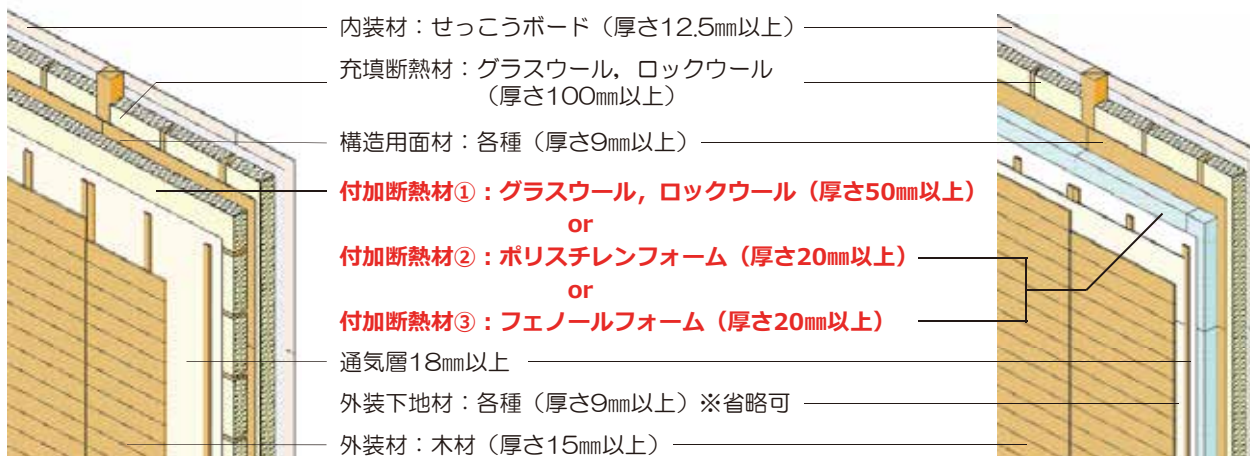 内装材：せっこうボード（厚さ12.5㎜以上）
充填断熱材：グラスウール，ロックウール
（厚さ100㎜以上）
構造用面材：各種（厚さ9㎜以上）
付加断熱材①：グラスウール，ロックウール（厚さ50㎜以上）
or
付加断熱材②：ポリスチレンフォーム（厚さ20㎜以上）
or
付加断熱材③：フェノールフォーム（厚さ20㎜以上）
通気層18㎜以上
外装下地材：各種（厚さ9㎜以上）※省略可
外装材：木材（厚さ15㎜以上）